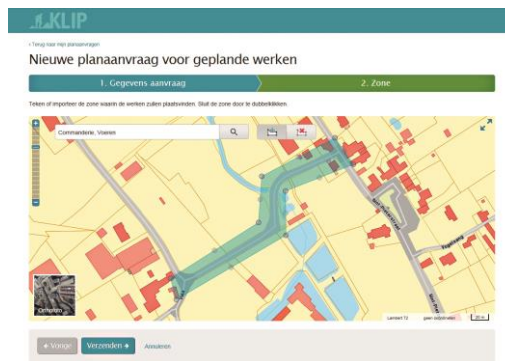 KLIP
‹ Terug naar mijn planaanvragen
Nieuwe planaanvraag voor geplande werken
1. Gegevens aanvraag
2. Zone
Teken of importeer de zone waarin de werken zullen plaatsvinden. Sluit de zone door te dubbelklikken.
Commanderie, Voeren
Kapelleweg
Lambert 72
20 m
Vorige
Verzenden
Annuleren